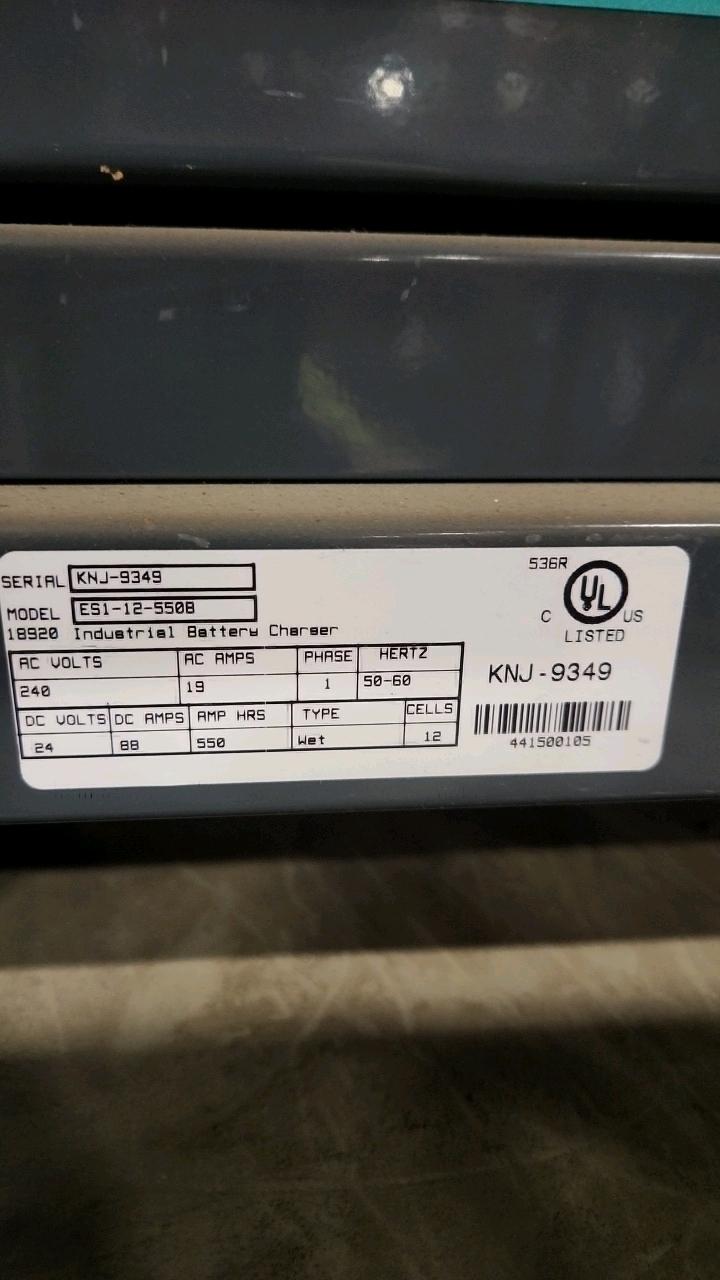 SERIAL KNJ-9349
MODEL ES1-12-550B
18920 Industrial Battery Charger
AC VOLTS AC AMPS PHASE HERTZ
240 19 1 50-60
DC VOLTS DC AMPS AMP HRS TYPE CELLS
24 88 550 Wet 12
536R
UL
C US
LISTED
KNJ-9349
441500105